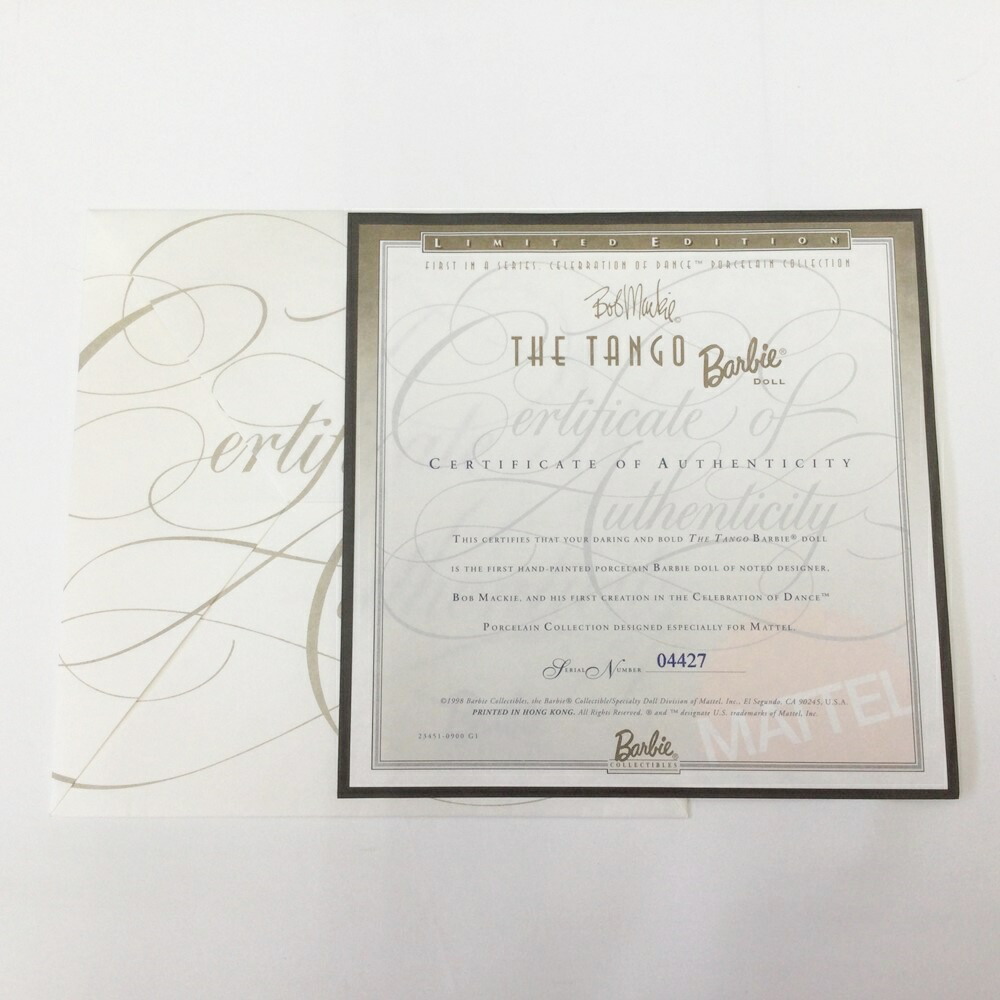 Certif
LIMITED EDITION
FIRST IN A SERIES, CELEBRATION OF DANCE™ PORCELAIN COLLECTION
Bob Mackie©
THE TANGO Barbie®
DOLL
Certificate of
CERTIFICATE OF AUTHENTICITY
Authenticity
THIS CERTIFIES THAT YOUR DARING AND BOLD THE TANGO BARBIE® DOLL
IS THE FIRST HAND-PAINTED PORCELAIN BARBIE DOLL OF NOTED DESIGNER,
BOB MACKIE, AND HIS FIRST CREATION IN THE CELEBRATION OF DANCE™
PORCELAIN COLLECTION DESIGNED ESPECIALLY FOR MATTEL.
SERIAL NUMBER 04427
©1998 Barbie Collectibles, the Barbie® Collectible/Specialty Doll Division of Mattel, Inc., El Segundo, CA 90245, U.S.A.
PRINTED IN HONG KONG. All Rights Reserved. ® and ™ designate U.S. trademarks of Mattel, Inc.
MATTEL
23451-0900 G1
Barbie®
COLLECTIBLES